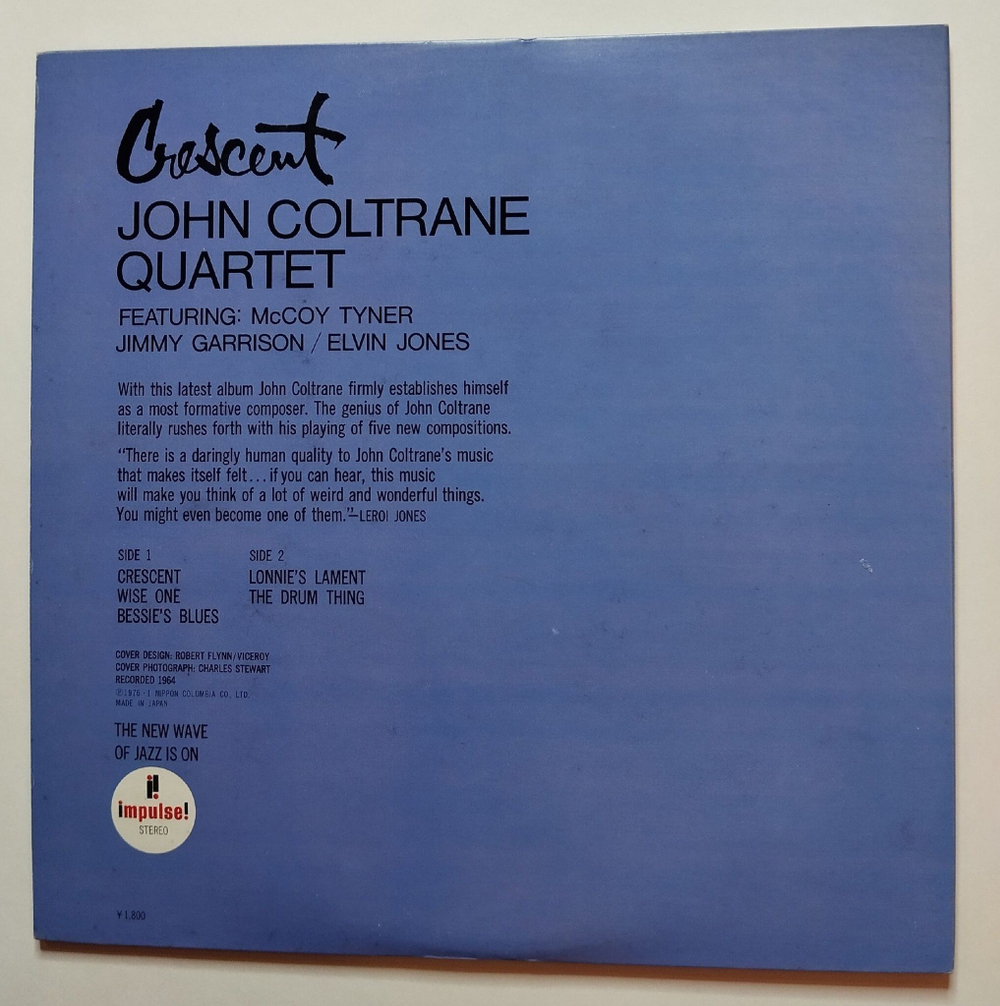 Crescent
JOHN COLTRANE
QUARTET
FEATURING: McCOY TYNER
JIMMY GARRISON / ELVIN JONES
With this latest album John Coltrane firmly establishes himself
as a most formative composer. The genius of John Coltrane
literally rushes forth with his playing of five new compositions.
“There is a daringly human quality to John Coltrane's music
that makes itself felt...if you can hear, this music
will make you think of a lot of weird and wonderful things.
You might even become one of them.”—LEROI JONES
SIDE 1
CRESCENT
WISE ONE
BESSIE'S BLUES
SIDE 2
LONNIE'S LAMENT
THE DRUM THING
COVER DESIGN: ROBERT FLYNN/VICEROY
COVER PHOTOGRAPH: CHARLES STEWART
RECORDED 1964
Ⓟ1976-1 NIPPON COLUMBIA CO., LTD.
MADE IN JAPAN
THE NEW WAVE
OF JAZZ IS ON
i!
impulse!
STEREO
¥1,800